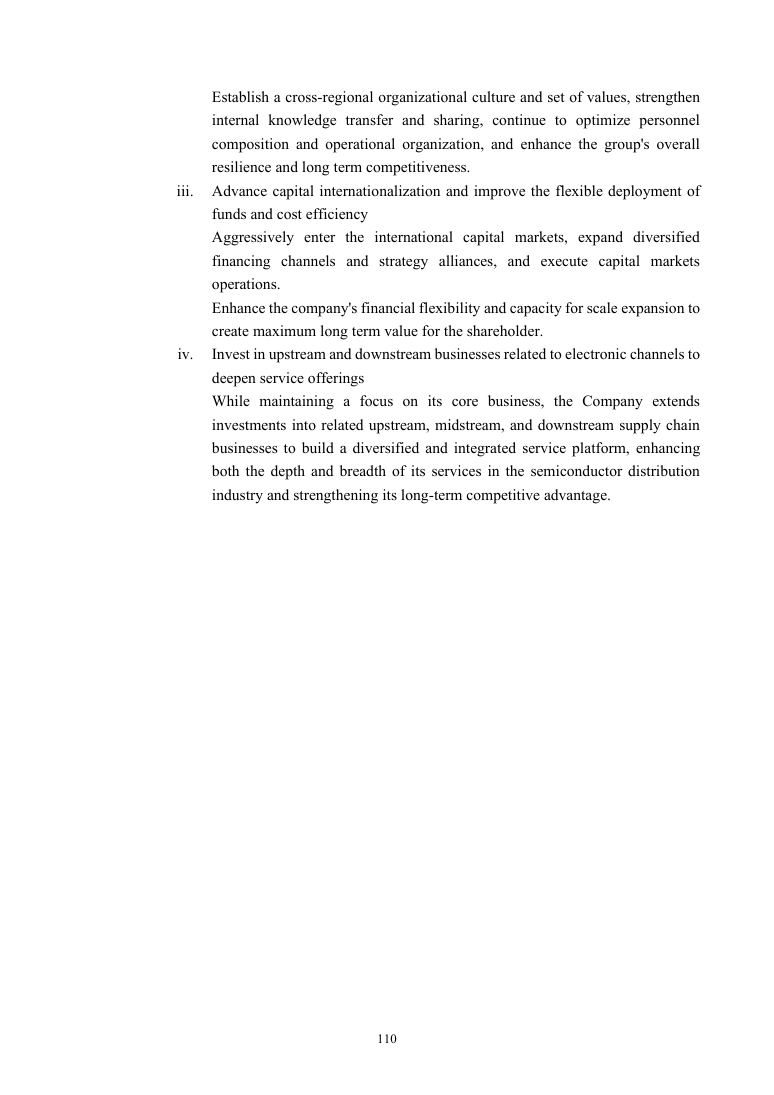 Establish a cross-regional organizational culture and set of values, strengthen
internal knowledge transfer and sharing, continue to optimize personnel
composition and operational organization, and enhance the group's overall
resilience and long term competitiveness.
iii. Advance capital internationalization and improve the flexible deployment of
funds and cost efficiency
Aggressively enter the international capital markets, expand diversified
financing channels and strategy alliances, and execute capital markets
operations.
Enhance the company's financial flexibility and capacity for scale expansion to
create maximum long term value for the shareholder.
iv. Invest in upstream and downstream businesses related to electronic channels to
deepen service offerings
While maintaining a focus on its core business, the Company extends
investments into related upstream, midstream, and downstream supply chain
businesses to build a diversified and integrated service platform, enhancing
both the depth and breadth of its services in the semiconductor distribution
industry and strengthening its long-term competitive advantage.
110